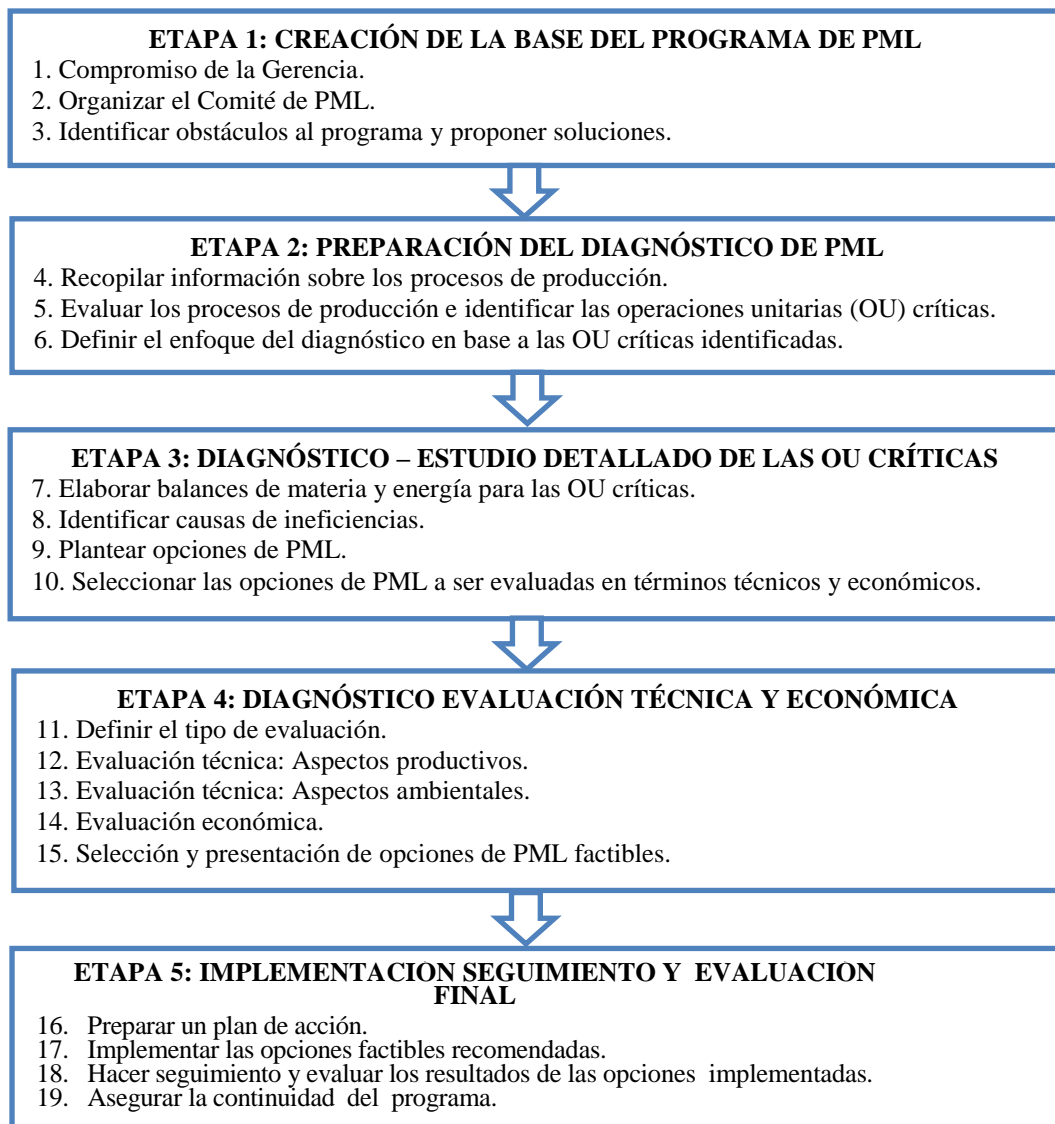 ETAPA 1: CREACIÓN DE LA BASE DEL PROGRAMA DE PML
1. Compromiso de la Gerencia.
2. Organizar el Comité de PML.
3. Identificar obstáculos al programa y proponer soluciones.
ETAPA 2: PREPARACIÓN DEL DIAGNÓSTICO DE PML
4. Recopilar información sobre los procesos de producción.
5. Evaluar los procesos de producción e identificar las operaciones unitarias (OU) críticas.
6. Definir el enfoque del diagnóstico en base a las OU críticas identificadas.
ETAPA 3: DIAGNÓSTICO – ESTUDIO DETALLADO DE LAS OU CRÍTICAS
7. Elaborar balances de materia y energía para las OU críticas.
8. Identificar causas de ineficiencias.
9. Plantear opciones de PML.
10. Seleccionar las opciones de PML a ser evaluadas en términos técnicos y económicos.
ETAPA 4: DIAGNÓSTICO EVALUACIÓN TÉCNICA Y ECONÓMICA
11. Definir el tipo de evaluación.
12. Evaluación técnica: Aspectos productivos.
13. Evaluación técnica: Aspectos ambientales.
14. Evaluación económica.
15. Selección y presentación de opciones de PML factibles.
ETAPA 5: IMPLEMENTACIÓN SEGUIMIENTO Y EVALUACIÓN
FINAL
16. Preparar un plan de acción.
17. Implementar las opciones factibles recomendadas.
18. Hacer seguimiento y evaluar los resultados de las opciones implementadas.
19. Asegurar la continuidad del programa.